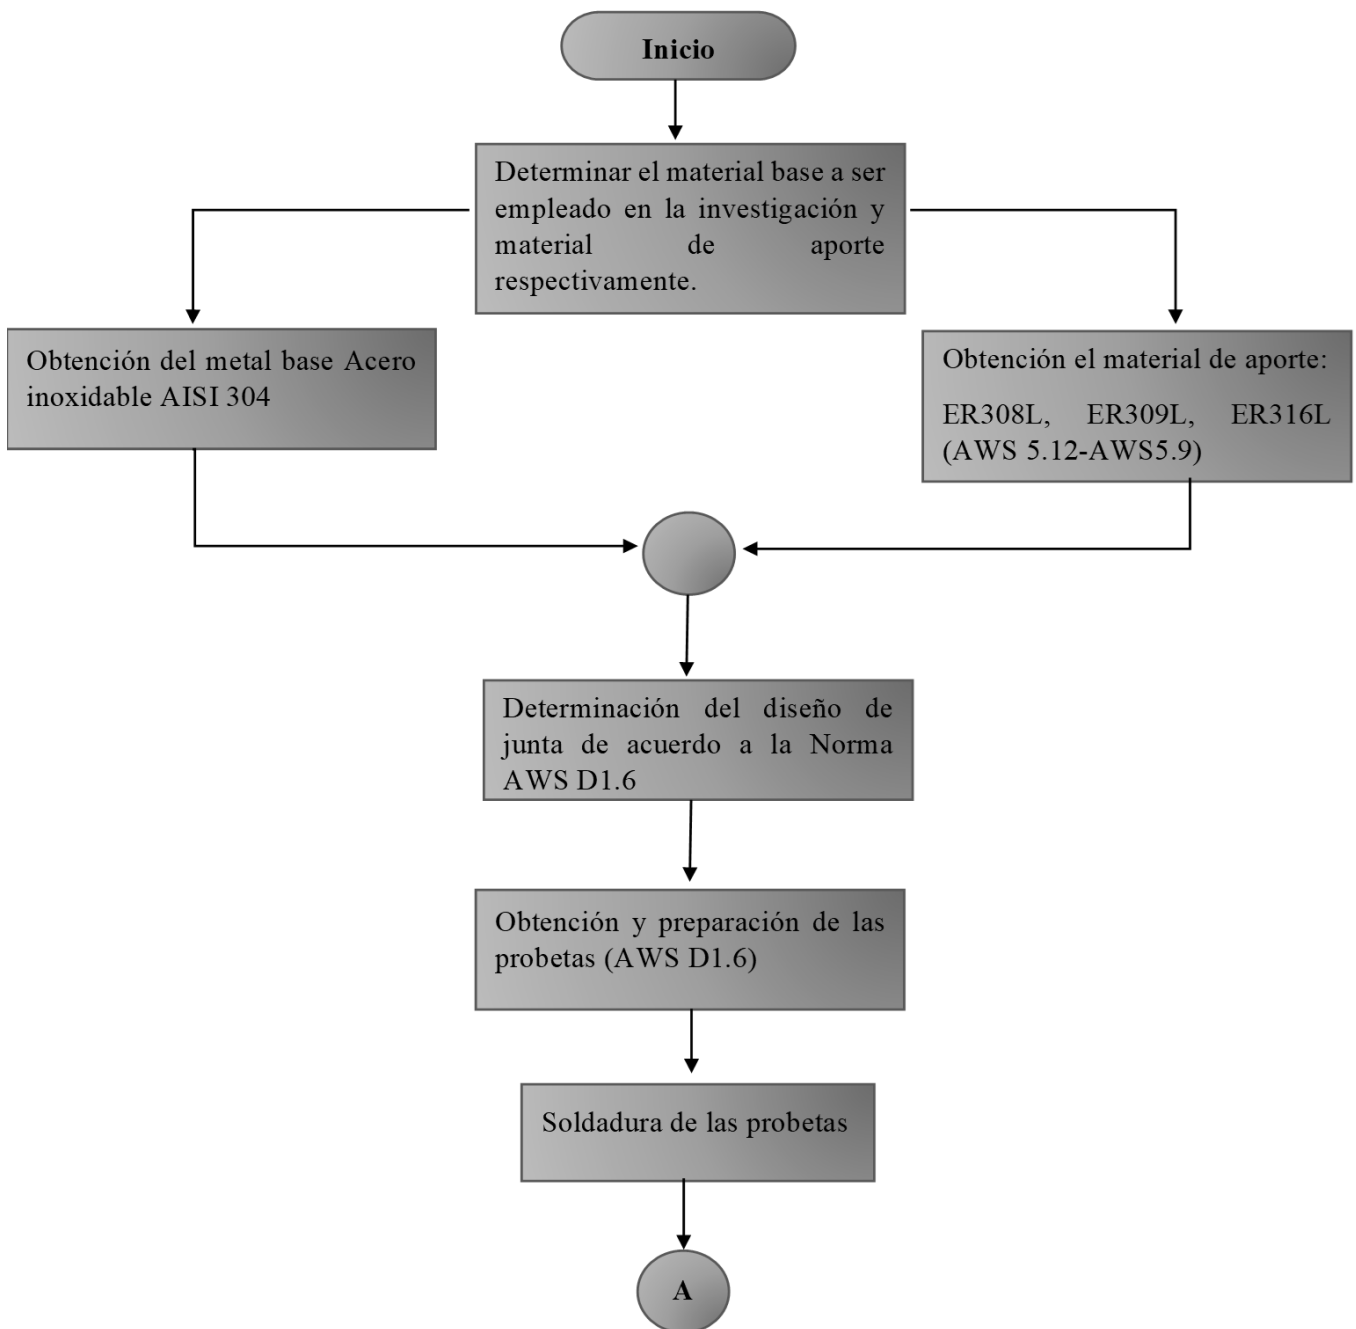 Inicio
Determinar el material base a ser
empleado en la investigación y
material de aporte
respectivamente.
Obtención del metal base Acero
inoxidable AISI 304
Obtención el material de aporte:
ER308L, ER309L, ER316L
(AWS 5.12-AWS5.9)
Determinación del diseño de
junta de acuerdo a la Norma
AWS D1.6
Obtención y preparación de las
probetas (AWS D1.6)
Soldadura de las probetas
A